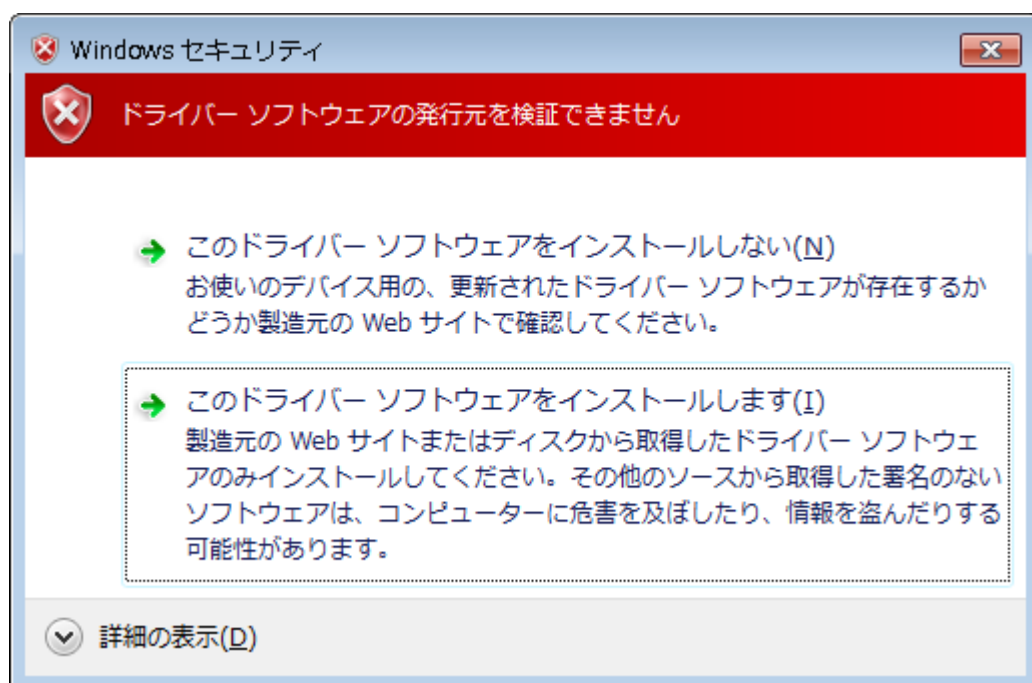 Windows セキュリティ
ドライバー ソフトウェアの発行元を検証できません
このドライバー ソフトウェアをインストールしない(N)
お使いのデバイス用の、更新されたドライバー ソフトウェアが存在するか
どうか製造元の Web サイトで確認してください。
このドライバー ソフトウェアをインストールします(I)
製造元の Web サイトまたはディスクから取得したドライバー ソフトウェ
アのみインストールしてください。その他のソースから取得した署名のない
ソフトウェアは、コンピューターに危害を及ぼしたり、情報を盗んだりする
可能性があります。
詳細の表示(D)